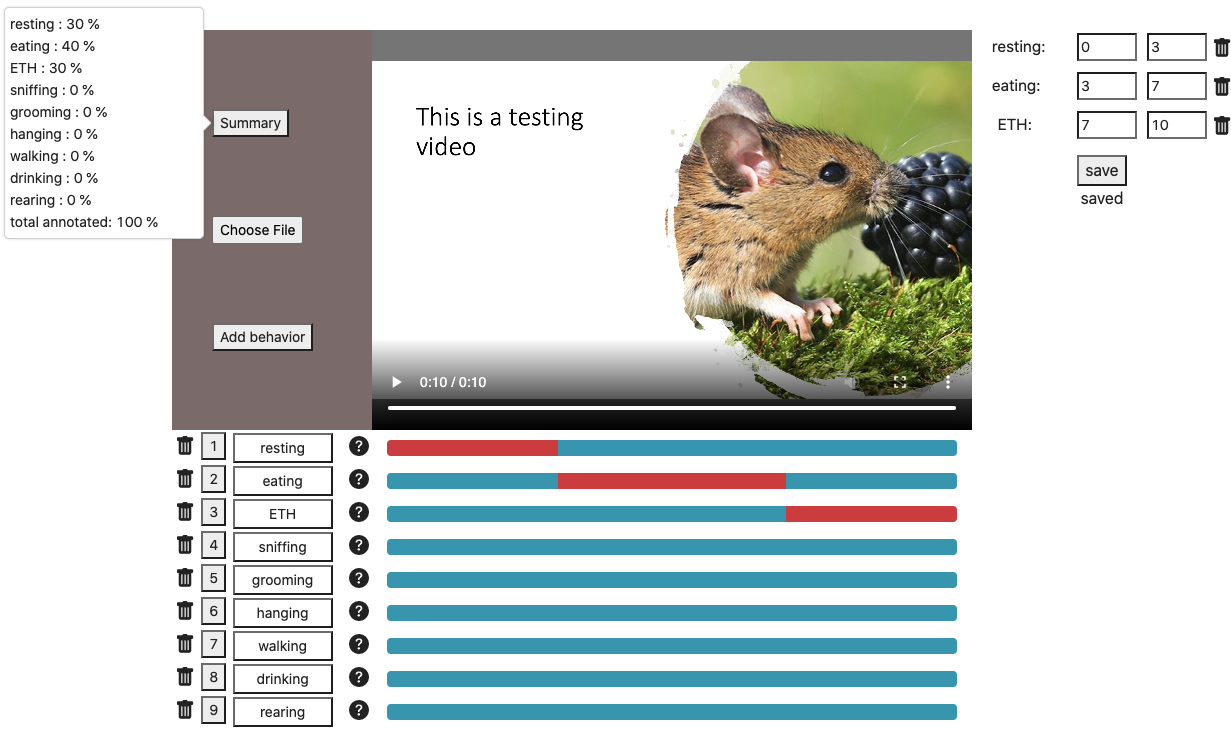 resting : 30 %
eating : 40 %
ETH : 30 %
sniffing : 0 %
grooming : 0 %
hanging : 0 %
walking : 0 %
drinking : 0 %
rearing : 0 %
total annotated: 100 %
Summary
Choose File
Add behavior
This is a testing
video
0:10 / 0:10
resting: 0 3
eating: 3 7
ETH: 7 10
save
saved
1 resting ?
2 eating ?
3 ETH ?
4 sniffing ?
5 grooming ?
6 hanging ?
7 walking ?
8 drinking ?
9 rearing ?